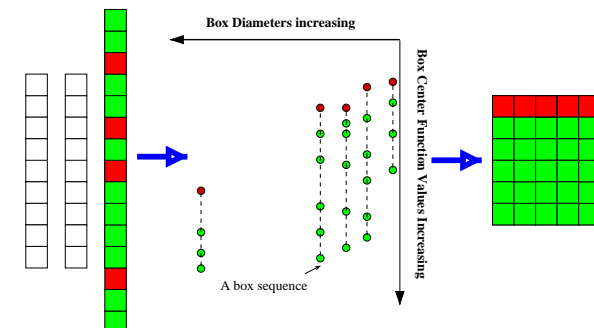 Box Diameters increasing
Box Center Function Values Increasing
A box sequence